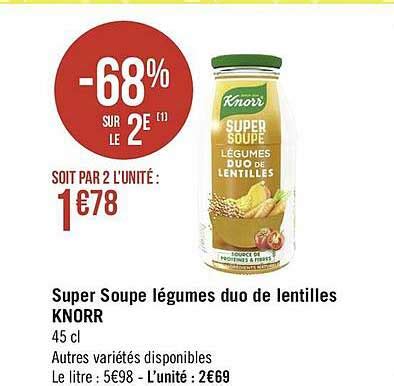 -68%
SUR 2E (1)
LE
SOIT PAR 2 L'UNITÉ :
1€78
Knorr
SUPER
SOUPE
LÉGUMES
DUO DE
LENTILLES
SOURCE DE
PROTÉINES & FIBRES
Super Soupe légumes duo de lentilles
KNORR
45 cl
Autres variétés disponibles
Le litre : 5€98 - L'unité : 2€69